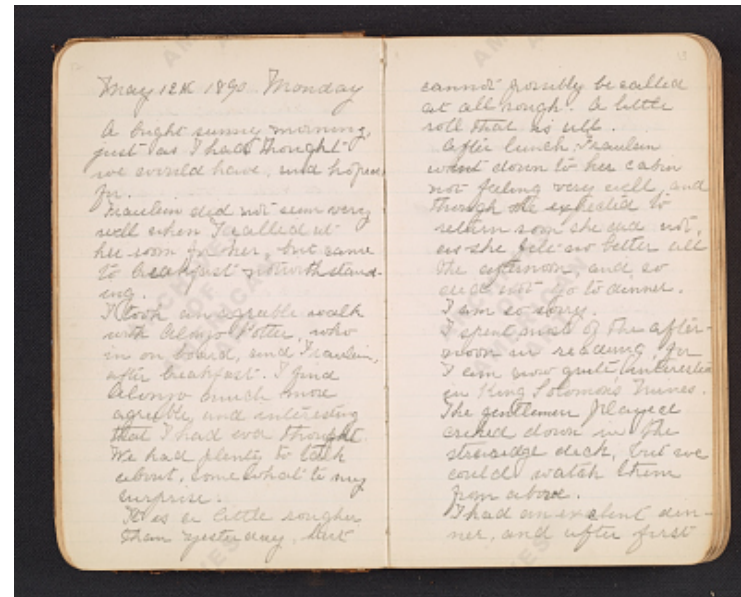 May 12th 1890. Monday
A bright sunny morning,
just as I had thought
we would have, and hoped
for.
Fraulein did not seem very
well when I called at
her room for her, but came
to breakfast notwithstand-
ing.
I took an agreable walk
with Alonzo Potter, who
is on board, and Fraulein,
after breakfast. I find
Alonzo much more
agreable and interesting
that I had ever thought.
We had plenty to talk
about, somewhat to my
surprise.
It is a little rougher
than yesterday, but
cannot possibly be called
at all rough. A little
roll that is all.
After lunch Fraulein
went down to her cabin
not feeling very well, and
though she expected to
return soon she did not,
as she felt no better all
the afternoon, and so
did not go to dinner.
I am so sorry.
I spent most of the after-
noon in reading, for
I am now quite interested
in King Solomon's Mines.
The gentlemen played
cricket down in the
steerage deck, but we
could watch them
from above.
I had an exclent din-
ner, and after first